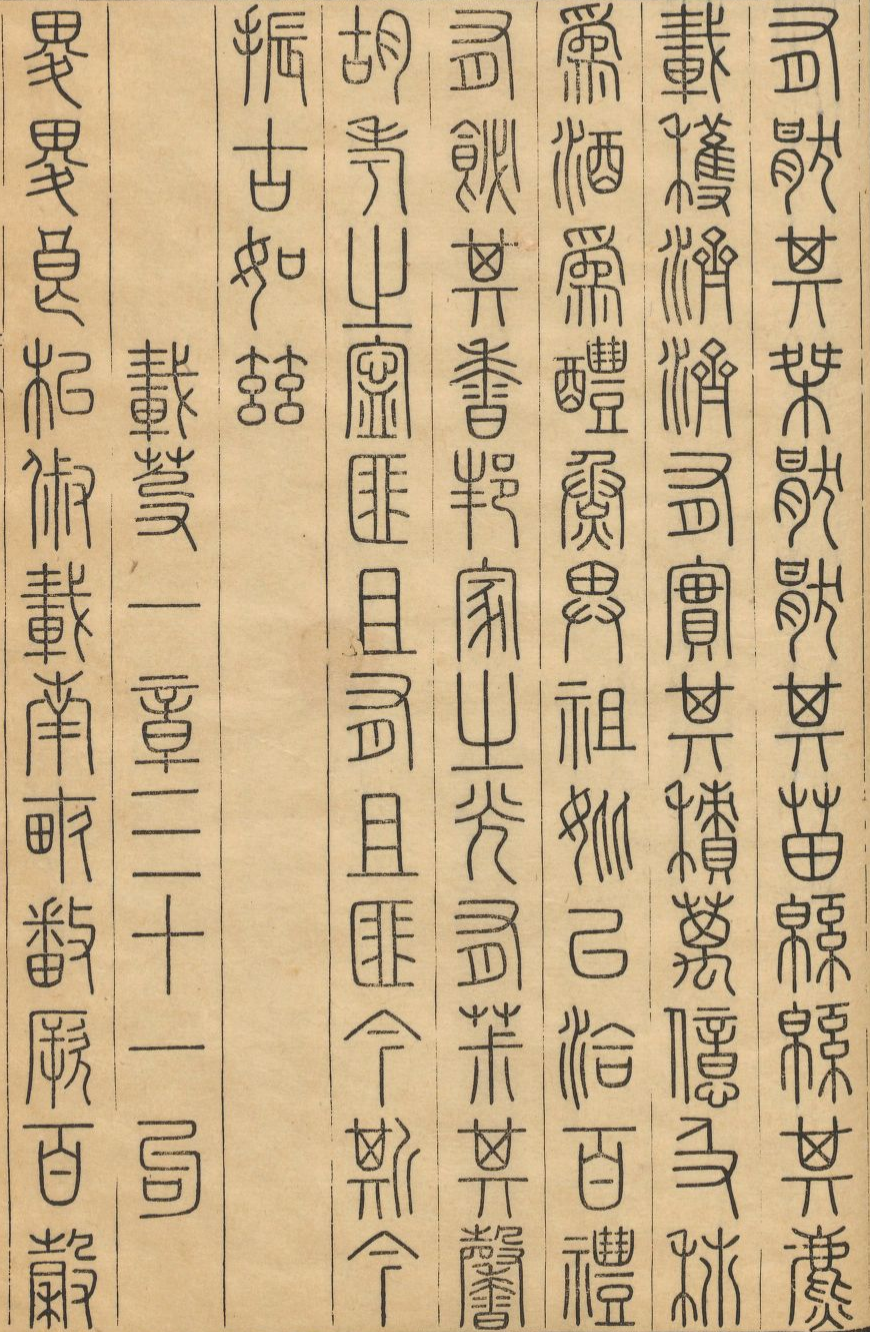 有厭其桀厭厭其苗緜緜其麃
載穫濟濟有實其積萬億及秭
爲酒爲醴烝畀祖妣以洽百禮
有飶其香邦家之光有茮其馨
胡考之寧匪且有且匪今斯今
振古如兹
載芟一章三十一句
畟畟良耜俶載南畝播厥百穀